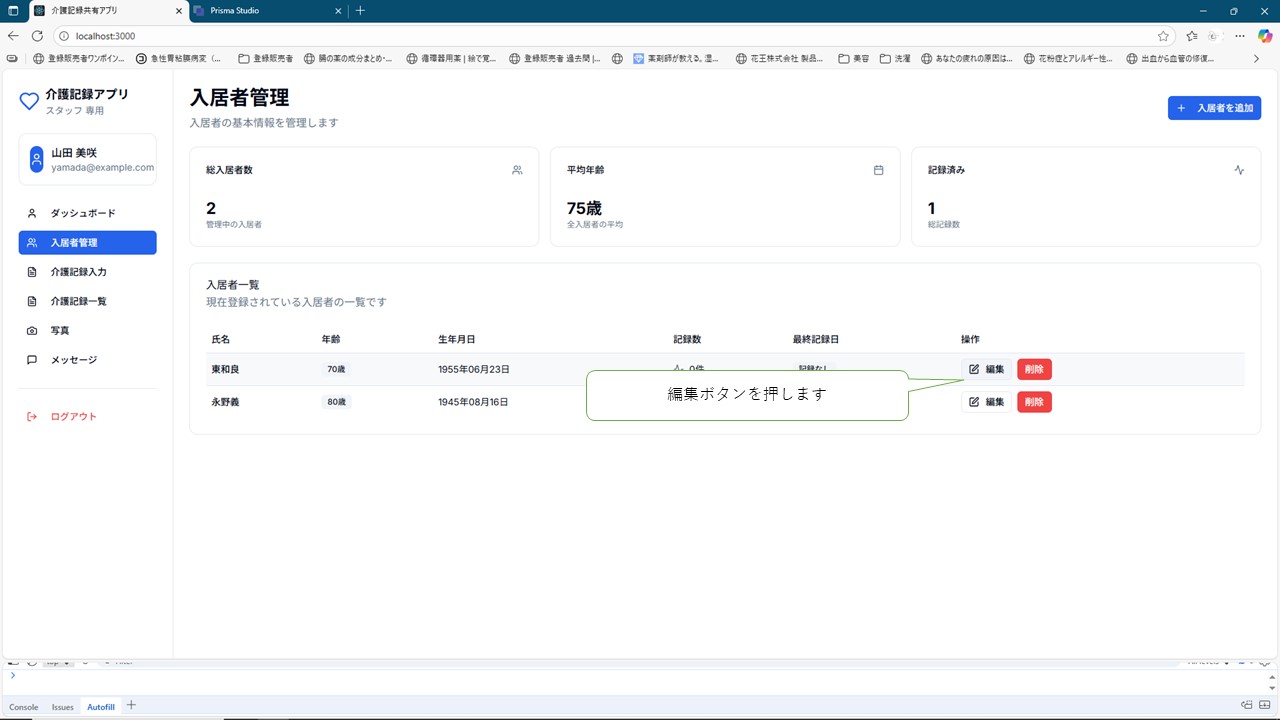 介護記録共有アプリ
Prisma Studio
localhost:3000
登録販売者ワンポイン...
急性胃粘膜病変（...
登録販売者
腸の薬の成分まとめ-...
循環器用薬 | 絵で覚...
登録販売者 過去問 |...
薬剤師が教える。湿...
花王株式会社 製品...
美容
洗濯
あなたの疲れの原因は...
花粉症とアレルギー性...
出血から血管の修復...
介護記録アプリ
スタッフ 専用
山田 美咲
yamada@example.com
ダッシュボード
入居者管理
介護記録入力
介護記録一覧
写真
メッセージ
ログアウト
入居者管理
入居者の基本情報を管理します
+ 入居者を追加
総入居者数
2
管理中の入居者
平均年齢
75歳
全入居者の平均
記録済み
1
総記録数
入居者一覧
現在登録されている入居者の一覧です
氏名 年齢 生年月日 記録数 最終記録日 操作
東和良 70歳 1955年06月23日 0件 記録なし 編集 削除
永野義 80歳 1945年08月16日 編集 削除
編集ボタンを押します
Console Issues Autofill